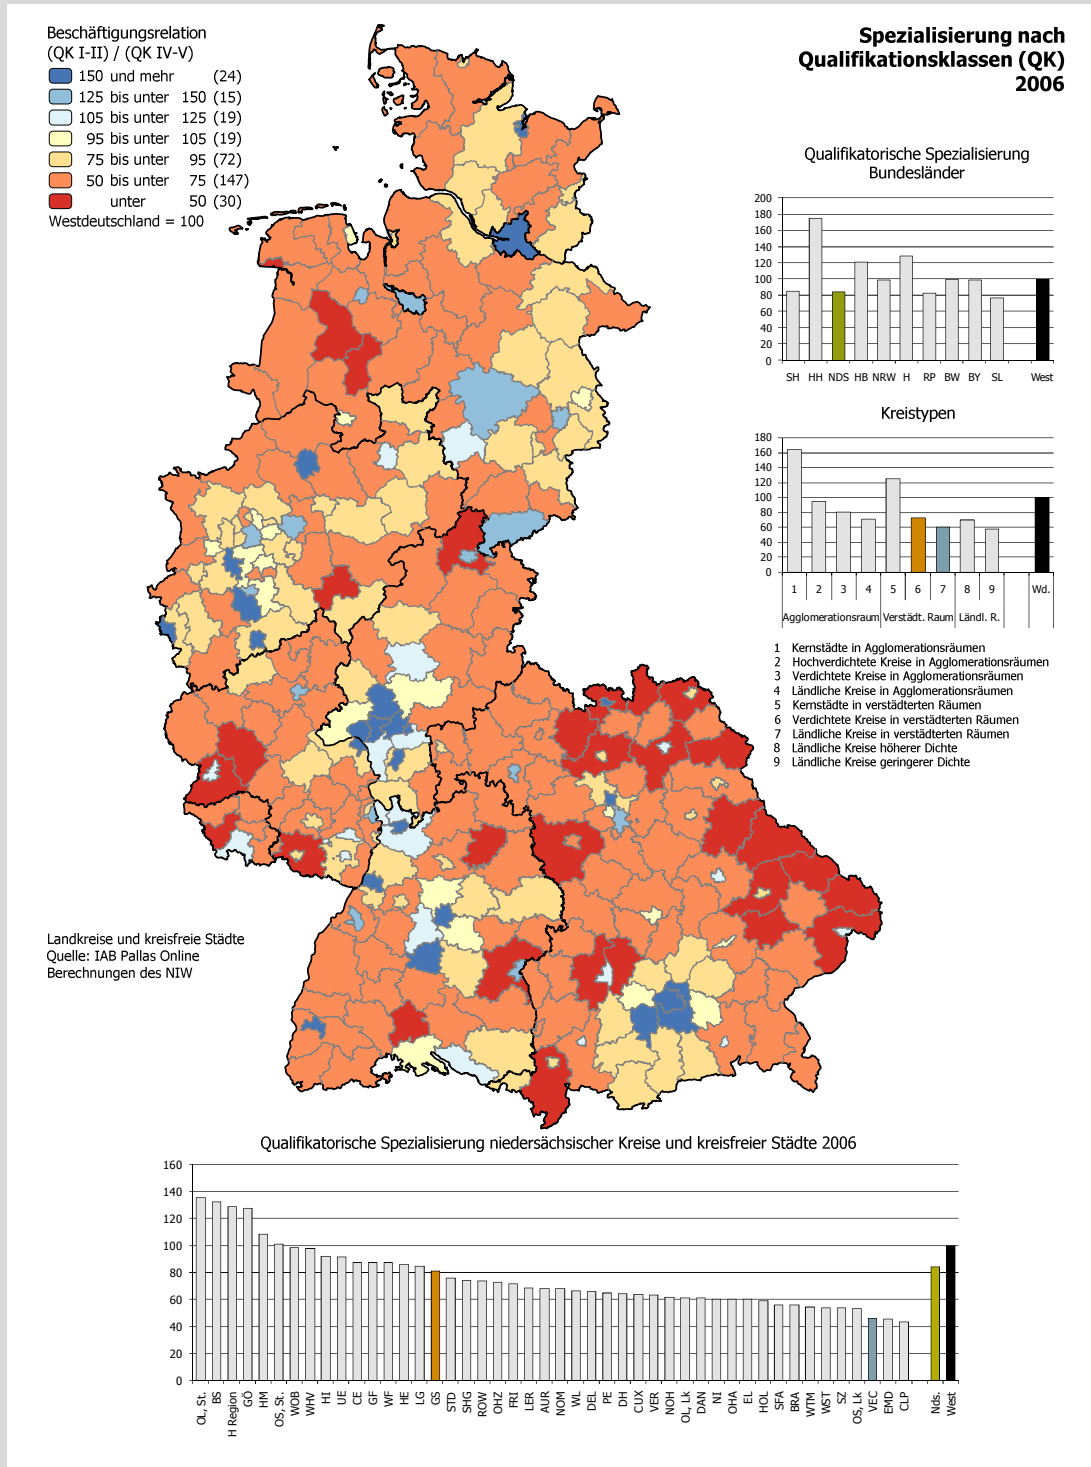 Beschäftigungsrelation
(QK I-II) / (QK IV-V)
150 und mehr (24)
125 bis unter 150 (15)
105 bis unter 125 (19)
95 bis unter 105 (19)
75 bis unter 95 (72)
50 bis unter 75 (147)
unter 50 (30)
Westdeutschland = 100
Spezialisierung nach
Qualifikationsklassen (QK)
2006
Qualifikatorische Spezialisierung
Bundesländer
200
180
160
140
120
100
80
60
40
20
0
SH HH NDS HB NRW H RP BW BY SL West
Kreistypen
180
160
140
120
100
80
60
40
20
0
1 2 3 4 5 6 7 8 9 Wd.
Agglomerationsraum Verstädt. Raum Ländl. R.
1 Kernstädte in Agglomerationsräumen
2 Hochverdichtete Kreise in Agglomerationsräumen
3 Verdichtete Kreise in Agglomerationsräumen
4 Ländliche Kreise in Agglomerationsräumen
5 Kernstädte in verstädterten Räumen
6 Verdichtete Kreise in verstädterten Räumen
7 Ländliche Kreise in verstädterten Räumen
8 Ländliche Kreise höherer Dichte
9 Ländliche Kreise geringerer Dichte
Landkreise und kreisfreie Städte
Quelle: IAB Pallas Online
Berechnungen des NIW
Qualifikatorische Spezialisierung niedersächsischer Kreise und kreisfreier Städte 2006
160
140
120
100
80
60
40
20
0
OL, St. BS H Region GÖ HM OS, St. WOB WHV HI UE CE GF WF HE LG GS STD SHG ROW OHZ FRI LER AUR NOM WL DEL PE DH CUX VER NOH OL, Lk DAN NI OHA EL HOL SFA BRA WTM WST SZ OS, Lk VEC EMD CLP Nds. West